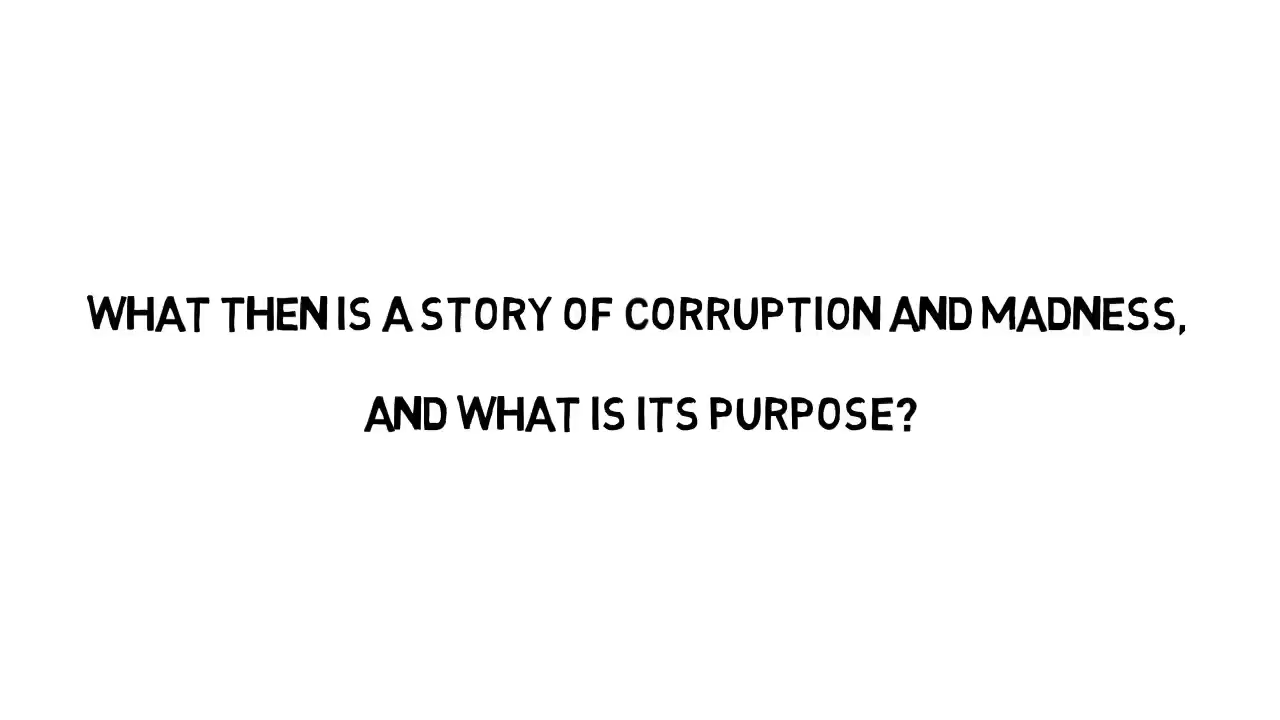 WHAT THEN IS A STORY OF CORRUPTION AND MADNESS,
AND WHAT IS ITS PURPOSE?